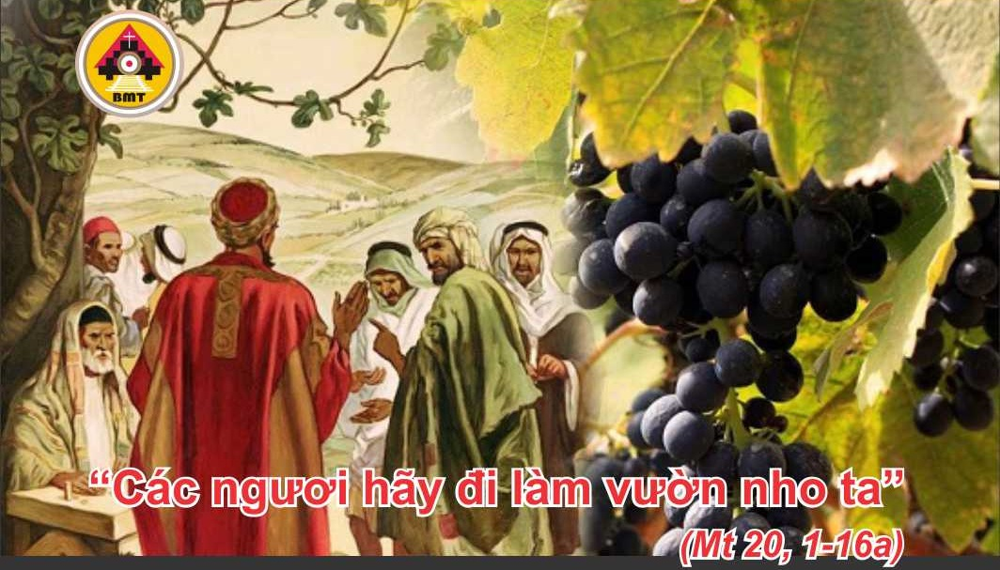 BMT
“Các ngươi hãy đi làm vườn nho ta”
(Mt 20, 1-16a)